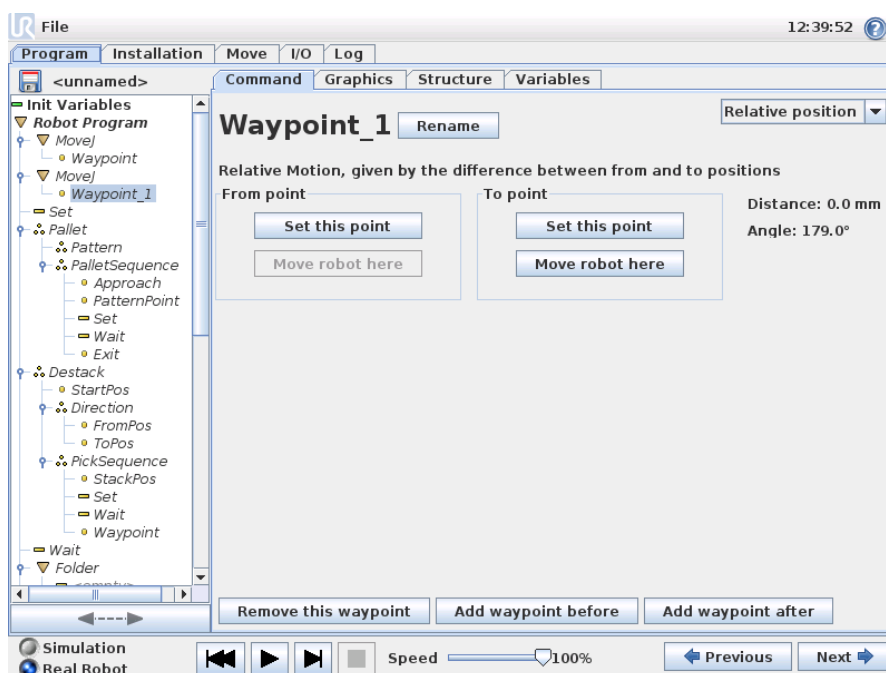 UR File 12:39:52 ?
Program Installation Move I/O Log
<unnamed> Command Graphics Structure Variables
Init Variables
Robot Program
MoveJ
Waypoint
MoveJ
Waypoint_1
Set
Pallet
Pattern
PalletSequence
Approach
PatternPoint
Set
Wait
Exit
Destack
StartPos
Direction
FromPos
ToPos
PickSequence
StackPos
Set
Wait
Waypoint
Wait
Folder
<empty>
Waypoint_1 Rename Relative position
Relative Motion, given by the difference between from and to positions
From point To point
Set this point Set this point Distance: 0.0 mm
Move robot here Move robot here Angle: 179.0°
Remove this waypoint Add waypoint before Add waypoint after
Simulation
Real Robot
Speed 100% Previous Next